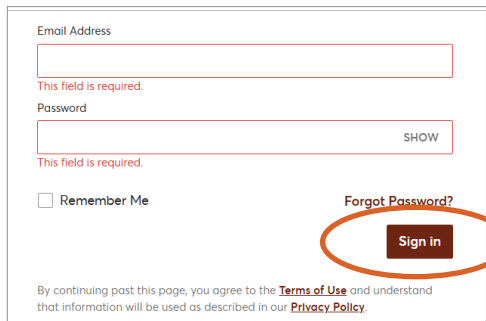 Email Address
This field is required.
Password
SHOW
This field is required.
Remember Me
Forgot Password?
Sign in
By continuing past this page, you agree to the Terms of Use and understand
that information will be used as described in our Privacy Policy.